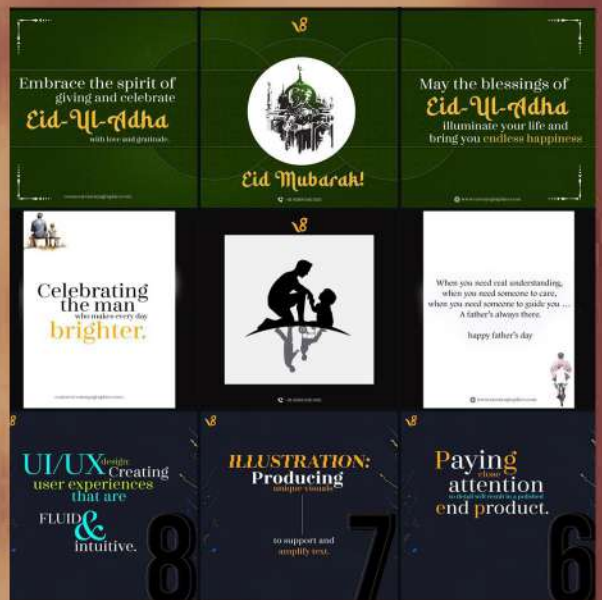 Embrace the spirit of
giving and celebrate
Eid-Ul-Adha
with love and gratitude.
Eid Mubarak!
May the blessings of
Eid-Ul-Adha
illuminate your life and
bring you endless happiness
Celebrating
the man
who makes every day
brighter.
When you need real understanding,
when you need someone to care,
when you need someone to guide you ...
A father's always there.
happy father's day
UI/UX design:
Creating
user experiences
that are
FLUID
&
intuitive.
8
ILLUSTRATION:
Producing
unique visuals
to support and
amplify text.
7
Paying
close
attention
to detail will result in a polished
end product.
6